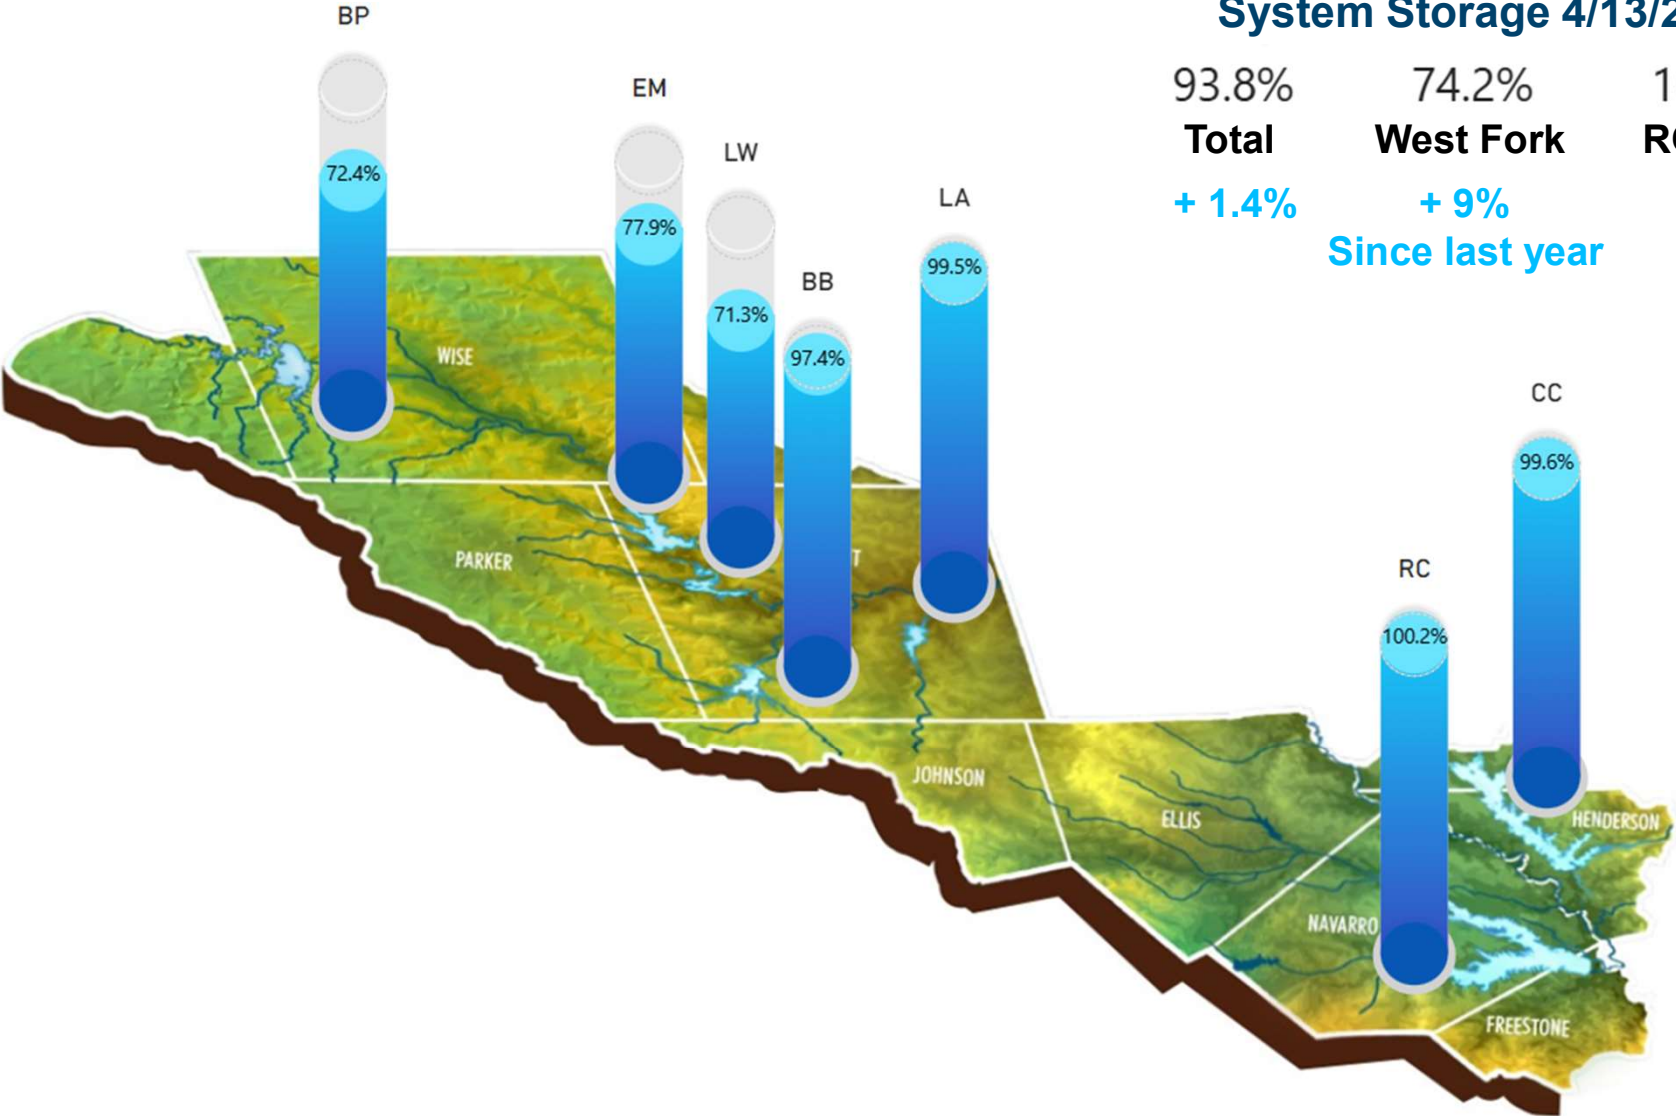 System Storage 4/13/2
93.8% 74.2% 1
Total West Fork
+ 1.4% + 9%
Since last year
BP
72.4%
EM
77.9%
LW
71.3%
BB
97.4%
LA
99.5%
CC
99.6%
RC
100.2%
WISE
PARKER
T
JOHNSON
ELLIS
HENDERSON
NAVARRO
FREESTONE